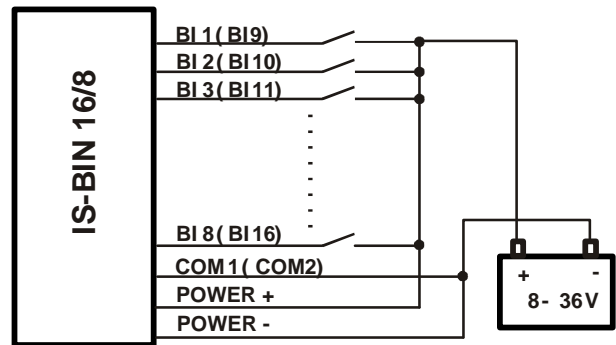 IS-BIN 16/8
BI 1 ( BI9)
BI 2 ( BI10)
BI 3 ( BI11)
BI 8 ( BI16)
COM 1 ( COM2)
POWER +
POWER -
+ -
8- 36V